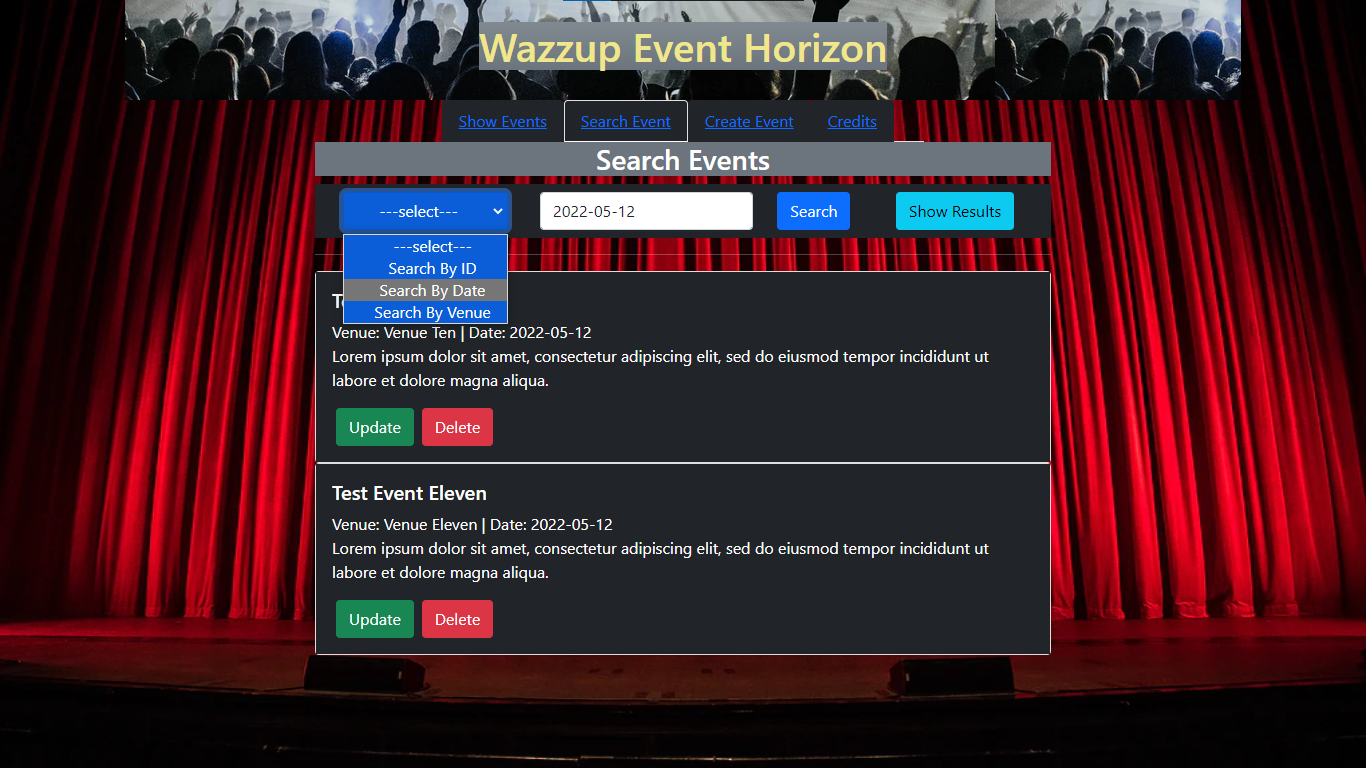 Wazzup Event Horizon
Show Events Search Event Create Event Credits
Search Events
---select--- 2022-05-12 Search Show Results
---select---
Search By ID
Search By Date
Search By Venue
Venue: Venue Ten | Date: 2022-05-12
Lorem ipsum dolor sit amet, consectetur adipiscing elit, sed do eiusmod tempor incididunt ut
labore et dolore magna aliqua.
Update Delete
Test Event Eleven
Venue: Venue Eleven | Date: 2022-05-12
Lorem ipsum dolor sit amet, consectetur adipiscing elit, sed do eiusmod tempor incididunt ut
labore et dolore magna aliqua.
Update Delete